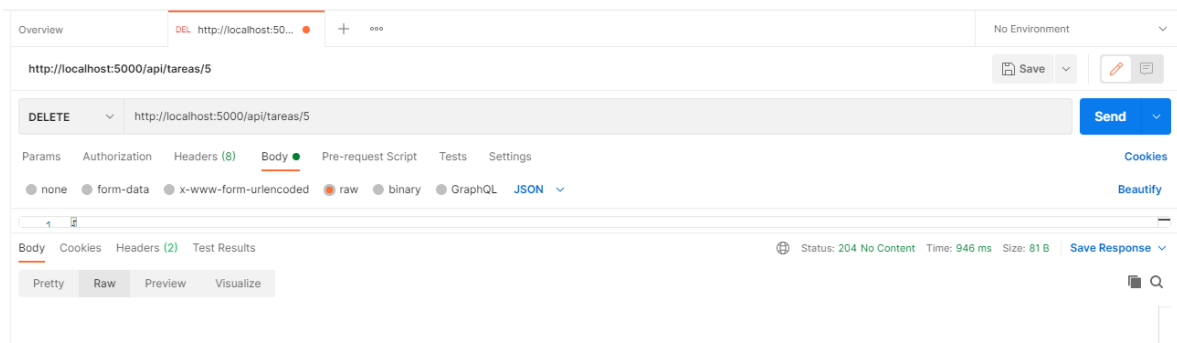 Overview DEL http://localhost:50... + ooo No Environment
http://localhost:5000/api/tareas/5 Save
DELETE http://localhost:5000/api/tareas/5 Send
Params Authorization Headers (8) Body Pre-request Script Tests Settings Cookies
none form-data x-www-form-urlencoded raw binary GraphQL JSON Beautify
1
Body Cookies Headers (2) Test Results Status: 204 No Content Time: 946 ms Size: 81 B Save Response
Pretty Raw Preview Visualize